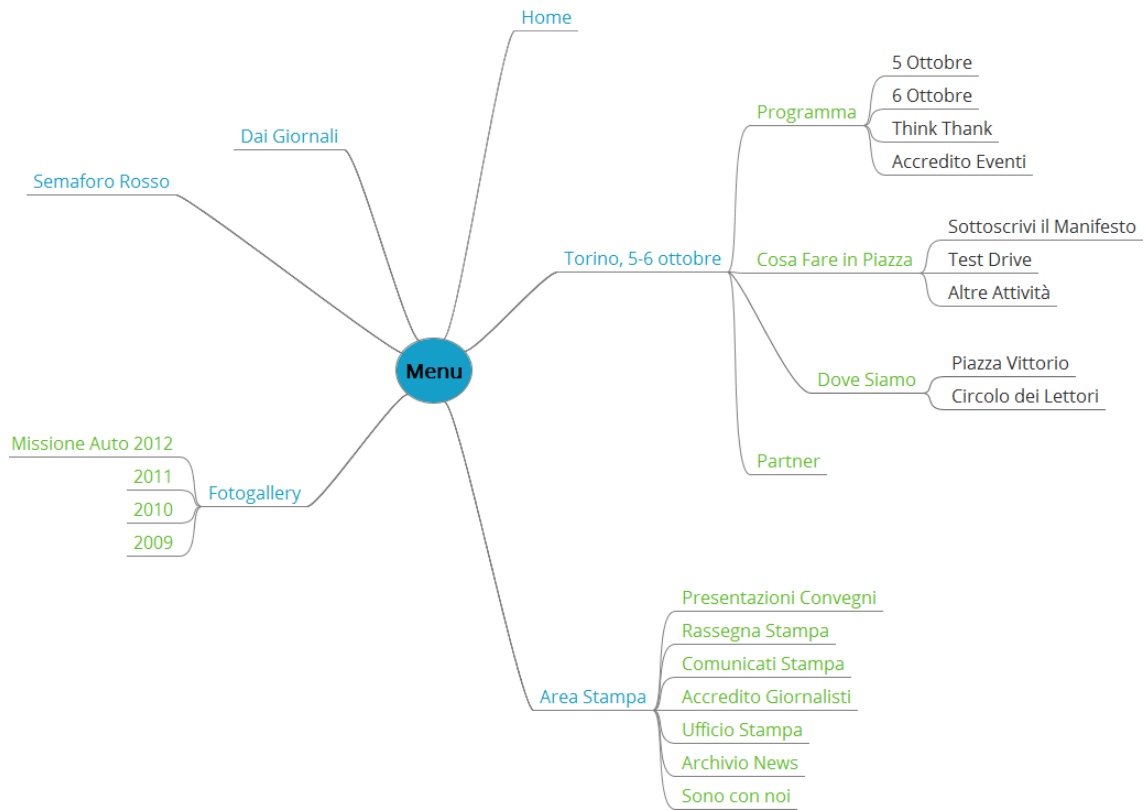 Home
Torino, 5-6 ottobre
Programma
5 Ottobre
6 Ottobre
Think Thank
Accredito Eventi
Cosa Fare in Piazza
Sottoscrivi il Manifesto
Test Drive
Altre Attività
Dove Siamo
Piazza Vittorio
Circolo dei Lettori
Partner
Area Stampa
Presentazioni Convegni
Rassegna Stampa
Comunicati Stampa
Accredito Giornalisti
Ufficio Stampa
Archivio News
Sono con noi
Menu
Dai Giornali
Semaforo Rosso
Fotogallery
Missione Auto 2012
2011
2010
2009